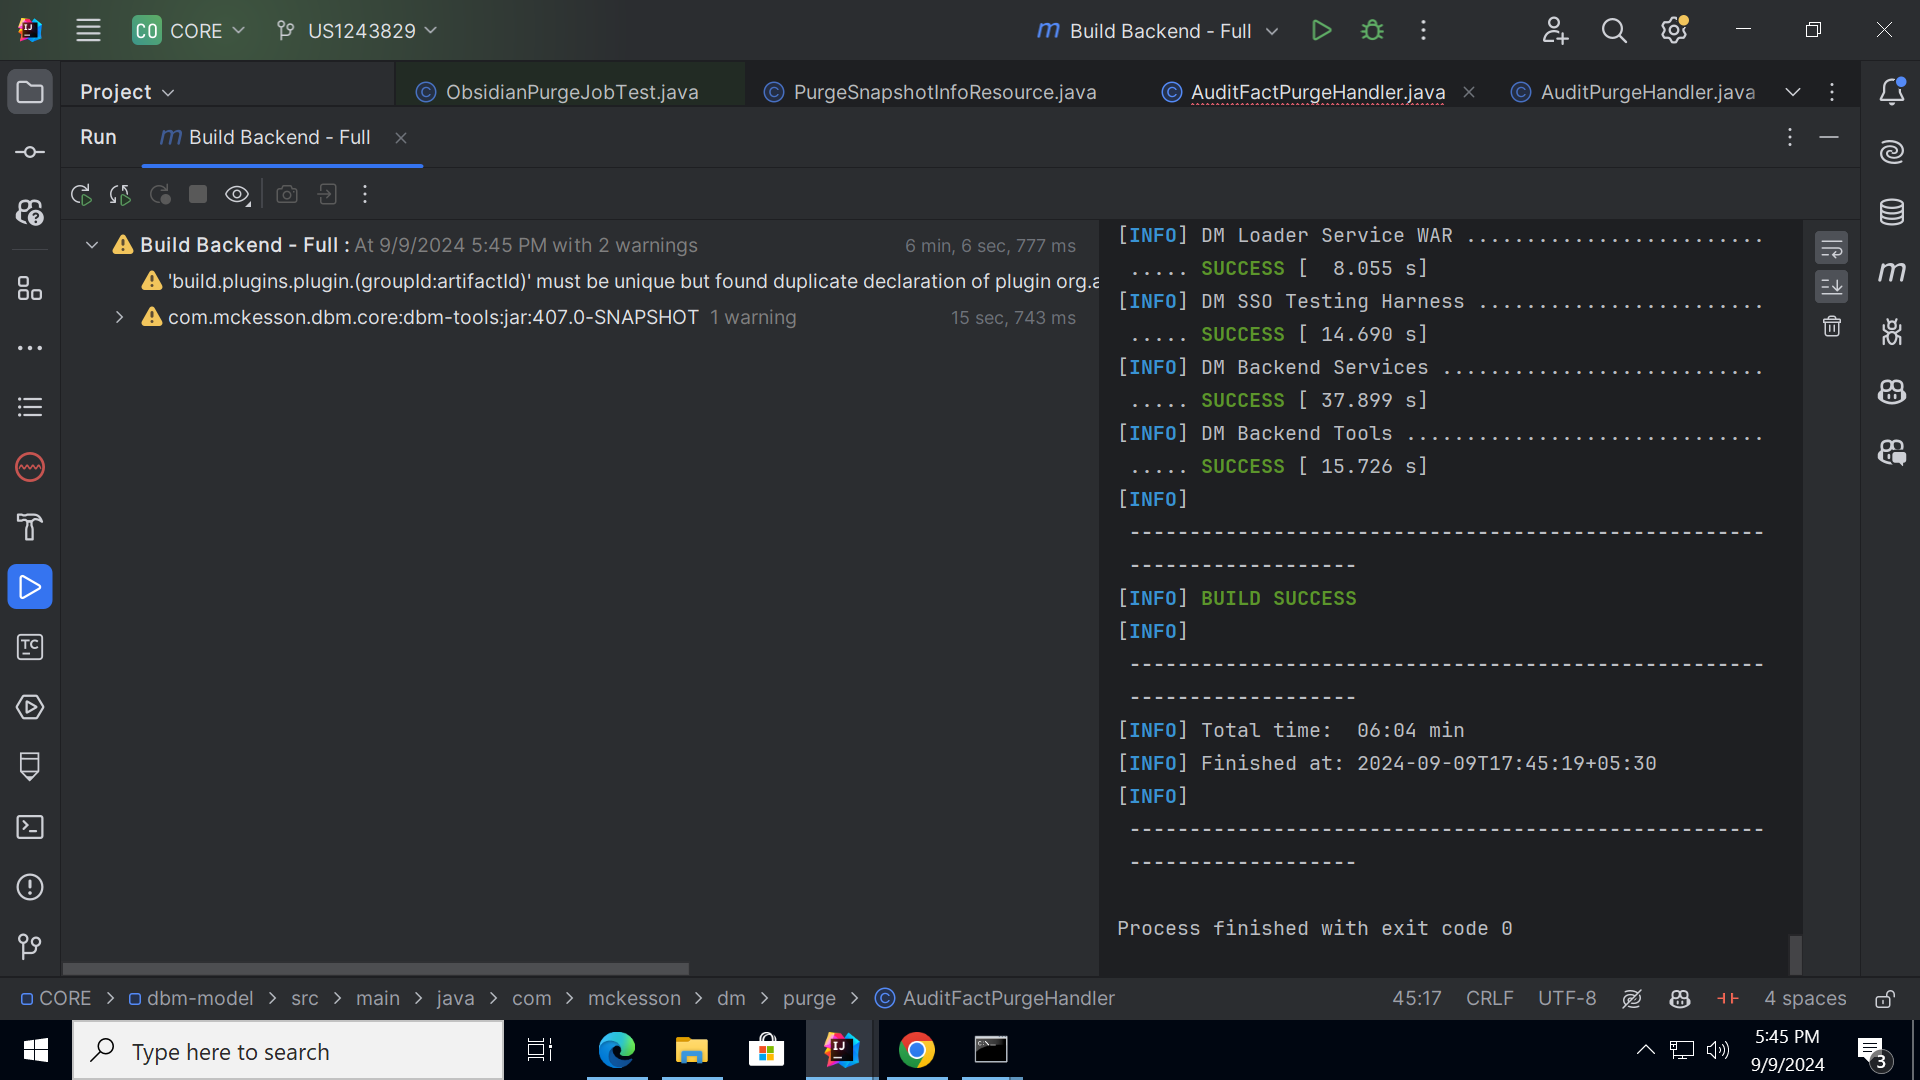 CO CORE US1243829 m Build Backend - Full
Project ObsidianPurgeJobTest.java PurgeSnapshotInfoResource.java AuditFactPurgeHandler.java AuditPurgeHandler.java
Run m Build Backend - Full
Build Backend - Full : At 9/9/2024 5:45 PM with 2 warnings 6 min, 6 sec, 777 ms
'build.plugins.plugin.(groupId:artifactId)' must be unique but found duplicate declaration of plugin org.a
com.mckesson.dbm.core:dbm-tools:jar:407.0-SNAPSHOT 1 warning 15 sec, 743 ms
[INFO] DM Loader Service WAR .........................
..... SUCCESS [  8.055 s]
[INFO] DM SSO Testing Harness ........................
..... SUCCESS [ 14.690 s]
[INFO] DM Backend Services ...........................
..... SUCCESS [ 37.899 s]
[INFO] DM Backend Tools ..............................
..... SUCCESS [ 15.726 s]
[INFO]
-----------------------------------------------------
-------------------
[INFO] BUILD SUCCESS
[INFO]
-----------------------------------------------------
-------------------
[INFO] Total time:  06:04 min
[INFO] Finished at: 2024-09-09T17:45:19+05:30
[INFO]
-----------------------------------------------------
-------------------
Process finished with exit code 0
CORE > dbm-model > src > main > java > com > mckesson > dm > purge > AuditFactPurgeHandler 45:17 CRLF UTF-8 4 spaces
Type here to search
5:45 PM
9/9/2024
3